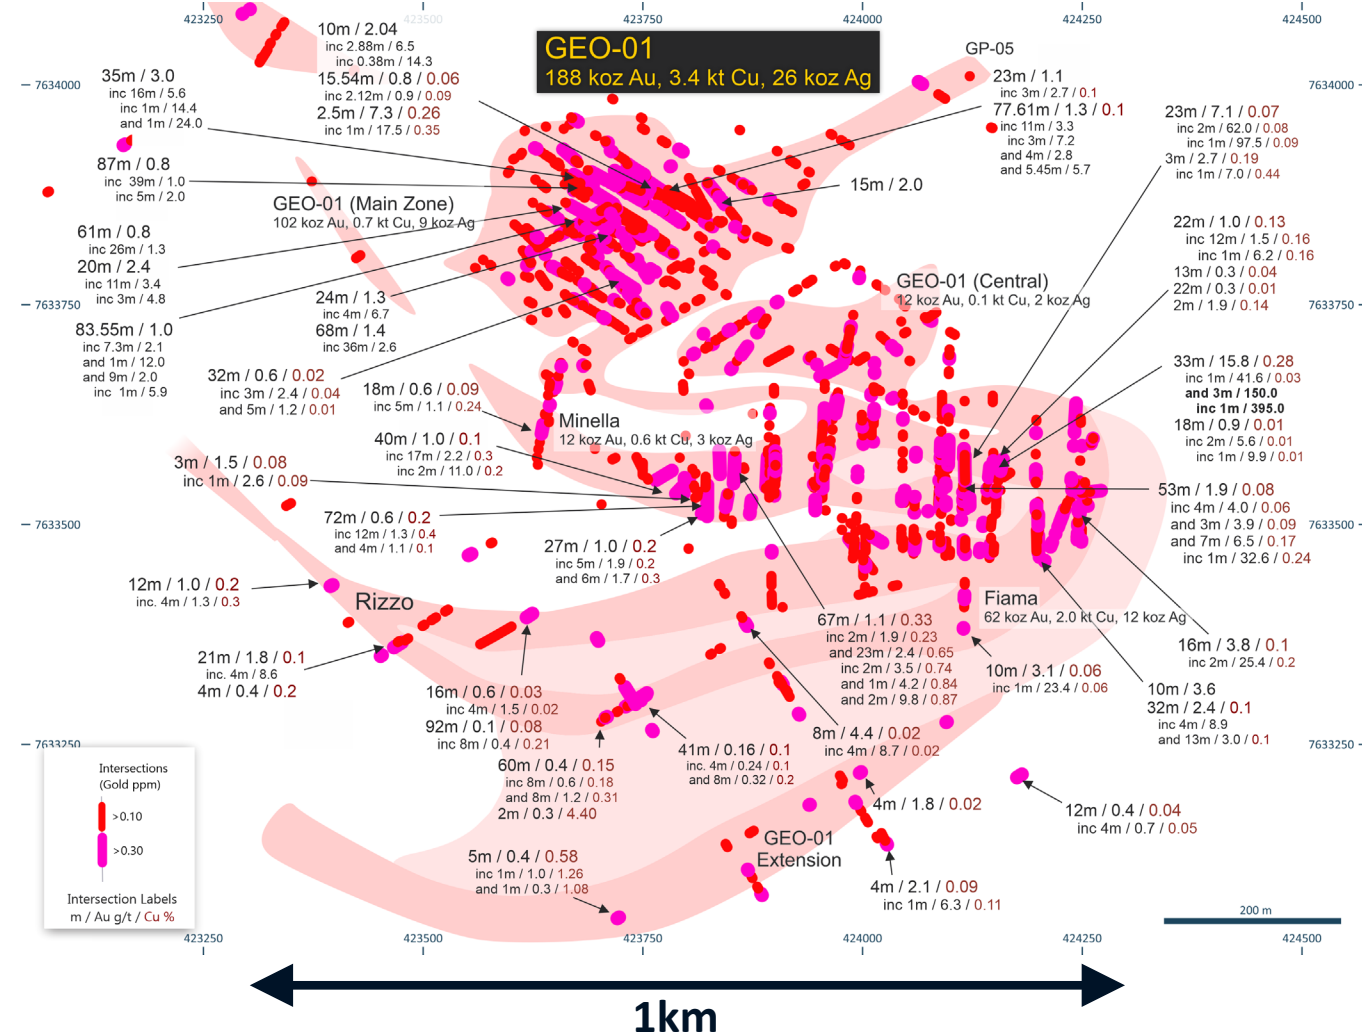 423250
423500
423750
424000
424250
424500
7634000
7633750
7633500
7633250
7634000
7633750
7633500
7633250
GEO-01
188 koz Au, 3.4 kt Cu, 26 koz Ag
10m / 2.04
inc 2.88m / 6.5
inc 0.38m / 14.3
15.54m / 0.8 / 0.06
inc 2.12m / 0.9 / 0.09
2.5m / 7.3 / 0.26
inc 1m / 17.5 / 0.35
35m / 3.0
inc 16m / 5.6
inc 1m / 14.4
and 1m / 24.0
87m / 0.8
inc 39m / 1.0
inc 5m / 2.0
GEO-01 (Main Zone)
102 koz Au, 0.7 kt Cu, 9 koz Ag
61m / 0.8
inc 26m / 1.3
20m / 2.4
inc 11m / 3.4
inc 3m / 4.8
83.55m / 1.0
inc 7.3m / 2.1
and 1m / 12.0
and 9m / 2.0
inc 1m / 5.9
24m / 1.3
inc 4m / 6.7
68m / 1.4
inc 36m / 2.6
32m / 0.6 / 0.02
inc 3m / 2.4 / 0.04
and 5m / 1.2 / 0.01
GP-05
23m / 1.1
inc 3m / 2.7 / 0.1
77.61m / 1.3 / 0.1
inc 11m / 3.3
inc 3m / 7.2
and 4m / 2.8
and 5.45m / 5.7
15m / 2.0
23m / 7.1 / 0.07
inc 2m / 62.0 / 0.08
inc 1m / 97.5 / 0.09
3m / 2.7 / 0.19
inc 1m / 7.0 / 0.44
22m / 1.0 / 0.13
inc 12m / 1.5 / 0.16
inc 1m / 6.2 / 0.16
13m / 0.3 / 0.04
22m / 0.3 / 0.01
2m / 1.9 / 0.14
GEO-01 (Central)
12 koz Au, 0.1 kt Cu, 2 koz Ag
33m / 15.8 / 0.28
inc 1m / 41.6 / 0.03
and 3m / 150.0
inc 1m / 395.0
18m / 0.9 / 0.01
inc 2m / 5.6 / 0.01
inc 1m / 9.9 / 0.01
18m / 0.6 / 0.09
inc 5m / 1.1 / 0.24
Minella
12 koz Au, 0.6 kt Cu, 3 koz Ag
40m / 1.0 / 0.1
inc 17m / 2.2 / 0.3
inc 2m / 11.0 / 0.2
3m / 1.5 / 0.08
inc 1m / 2.6 / 0.09
72m / 0.6 / 0.2
inc 12m / 1.3 / 0.4
and 4m / 1.1 / 0.1
27m / 1.0 / 0.2
inc 5m / 1.9 / 0.2
and 6m / 1.7 / 0.3
53m / 1.9 / 0.08
inc 4m / 4.0 / 0.06
and 3m / 3.9 / 0.09
and 7m / 6.5 / 0.17
inc 1m / 32.6 / 0.24
12m / 1.0 / 0.2
inc. 4m / 1.3 / 0.3
Rizzo
Fiama
62 koz Au, 2.0 kt Cu, 12 koz Ag
67m / 1.1 / 0.33
inc 2m / 1.9 / 0.23
and 23m / 2.4 / 0.65
inc 2m / 3.5 / 0.74
and 1m / 4.2 / 0.84
and 2m / 9.8 / 0.87
21m / 1.8 / 0.1
inc. 4m / 8.6
4m / 0.4 / 0.2
16m / 0.6 / 0.03
inc 4m / 1.5 / 0.02
92m / 0.1 / 0.08
inc 8m / 0.4 / 0.21
16m / 3.8 / 0.1
inc 2m / 25.4 / 0.2
10m / 3.1 / 0.06
inc 1m / 23.4 / 0.06
10m / 3.6
32m / 2.4 / 0.1
inc 4m / 8.9
and 13m / 3.0 / 0.1
8m / 4.4 / 0.02
inc 4m / 8.7 / 0.02
41m / 0.16 / 0.1
inc. 4m / 0.24 / 0.1
and 8m / 0.32 / 0.2
60m / 0.4 / 0.15
inc 8m / 0.6 / 0.18
and 8m / 1.2 / 0.31
2m / 0.3 / 4.40
4m / 1.8 / 0.02
12m / 0.4 / 0.04
inc 4m / 0.7 / 0.05
GEO-01
Extension
5m / 0.4 / 0.58
inc 1m / 1.0 / 1.26
and 1m / 0.3 / 1.08
4m / 2.1 / 0.09
inc 1m / 6.3 / 0.11
Intersections
(Gold ppm)
>0.10
>0.30
Intersection Labels
m / Au g/t / Cu %
200 m
423250
423500
423750
424000
424250
424500
1km